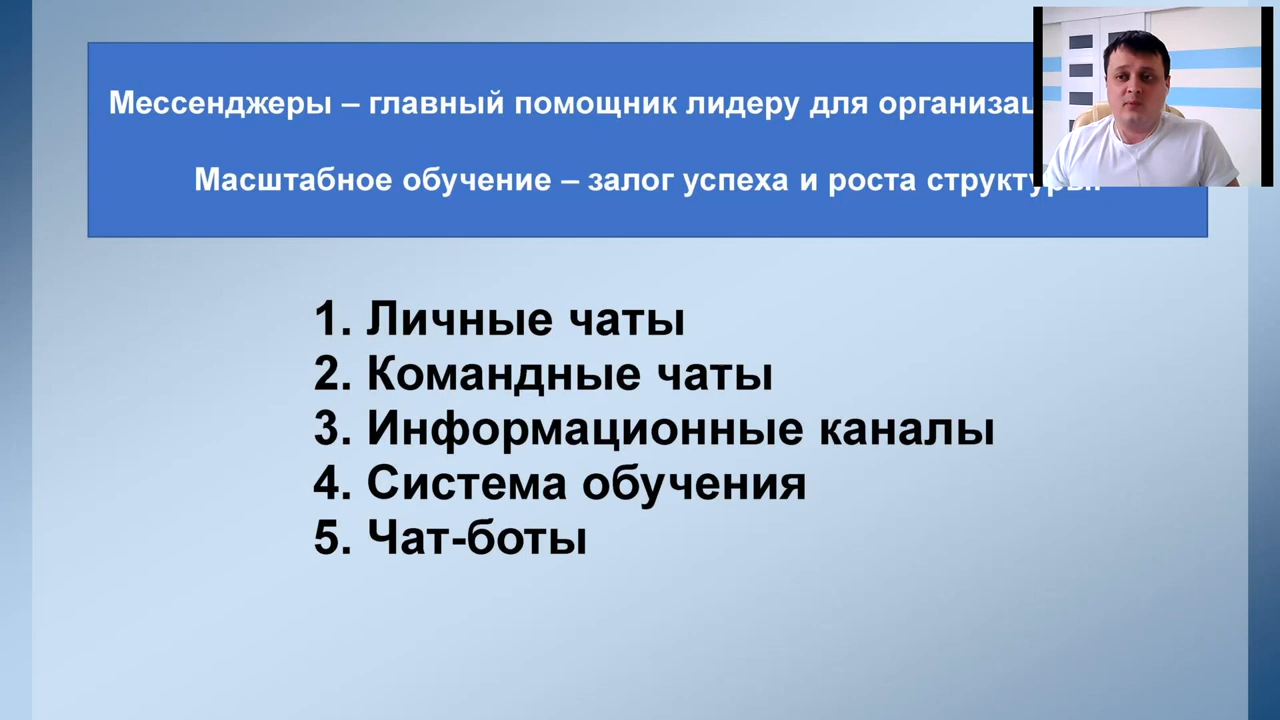 Мессенджеры – главный помощник лидеру для
Масштабное обучение – залог успеха и роста
1. Личные чаты
2. Командные чаты
3. Информационные каналы
4. Система обучения
5. Чат-боты